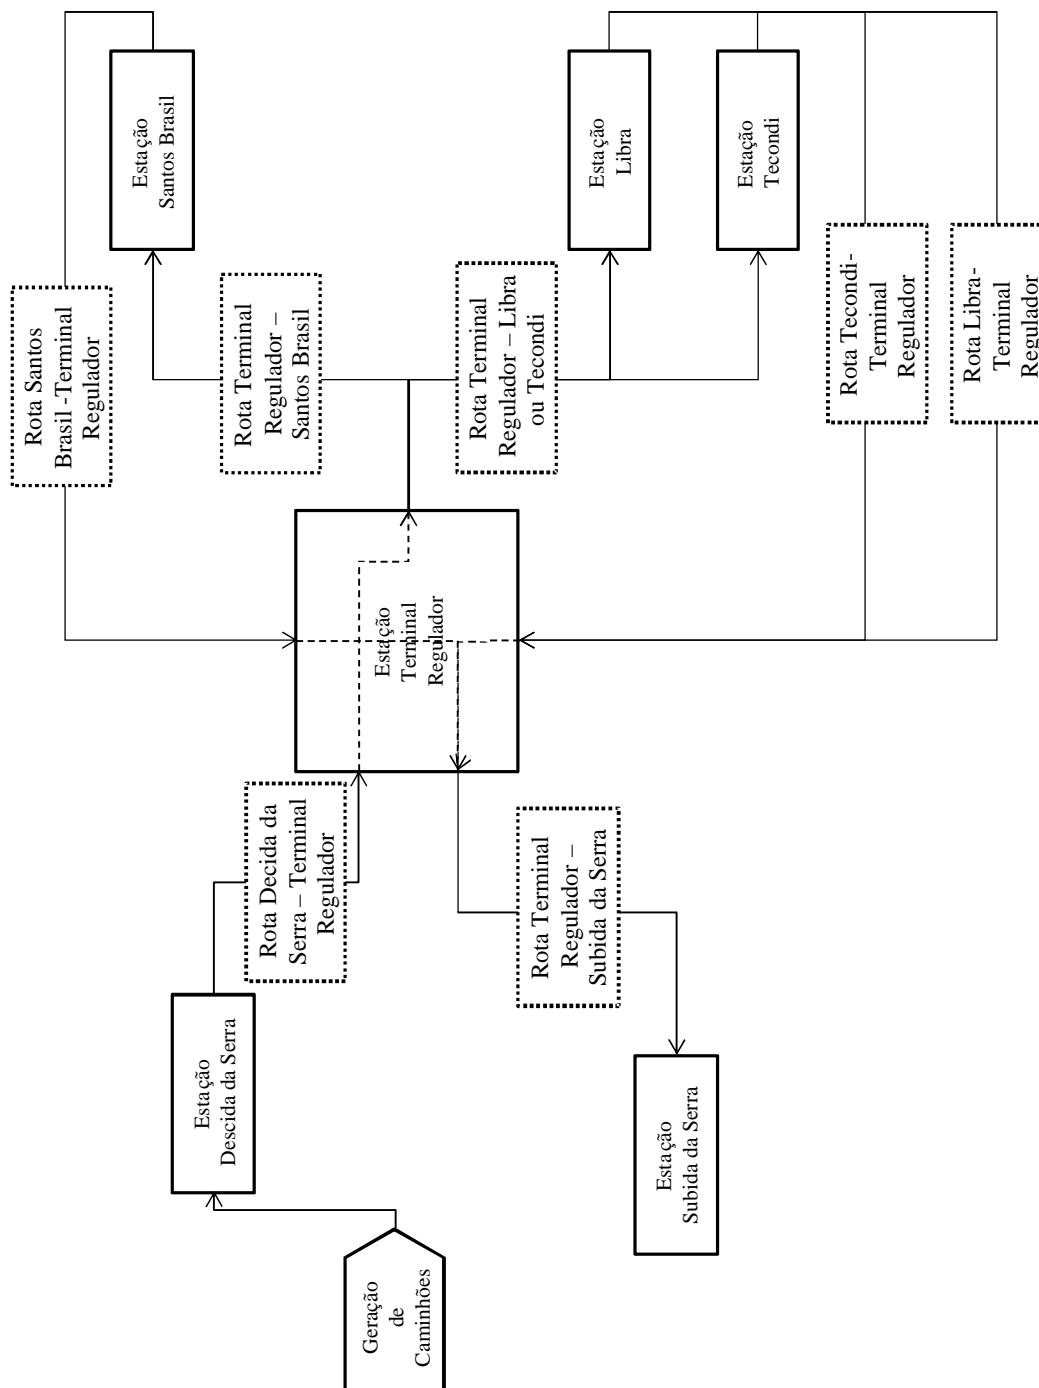 Geração
de
Caminhões
Estação
Descida da Serra
Rota Decida da
Serra – Terminal
Regulador
Estação
Terminal
Regulador
Rota Santos
Brasil -Terminal
Regulador
Rota Terminal
Regulador –
Santos Brasil
Estação
Santos Brasil
Rota Terminal
Regulador – Libra
ou Tecondi
Estação
Libra
Estação
Tecondi
Rota Tecondi-
Terminal
Regulador
Rota Libra-
Terminal
Regulador
Rota Terminal
Regulador –
Subida da Serra
Estação
Subida da Serra